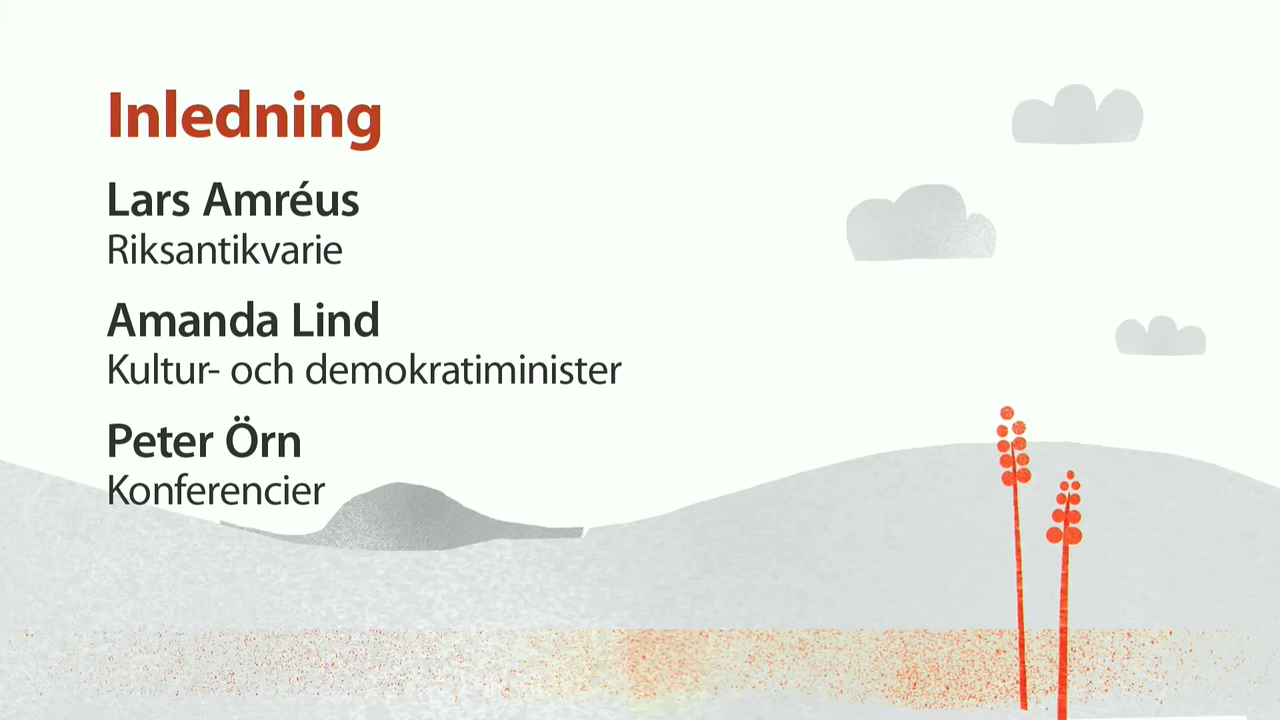 Inledning
Lars Amréus
Riksantikvarie
Amanda Lind
Kultur- och demokratiminister
Peter Örn
Konferencier